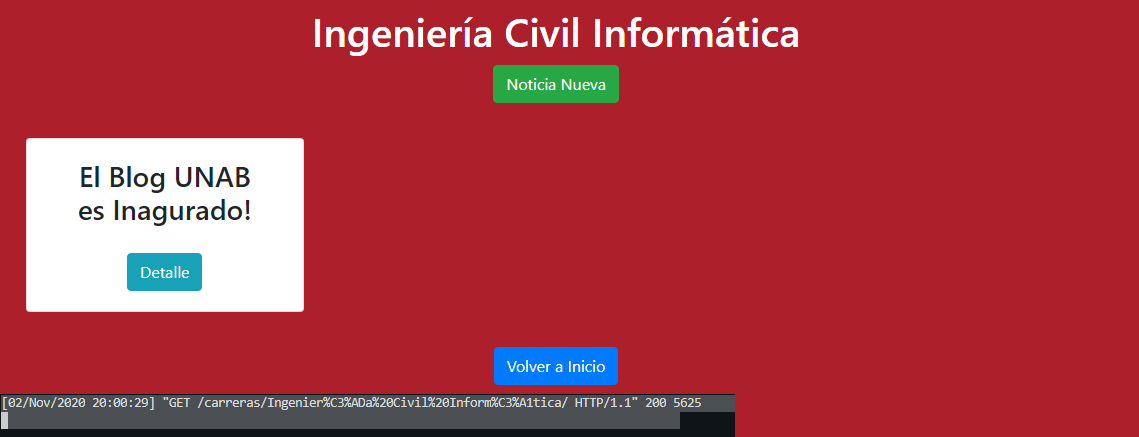 Ingeniería Civil Informática
Noticia Nueva
El Blog UNAB
es Inagurado!
Detalle
Volver a Inicio
[02/Nov/2020 20:00:29] "GET /carreras/Ingenier%C3%ADa%20Civil%20Inform%C3%A1tica/ HTTP/1.1" 200 5625